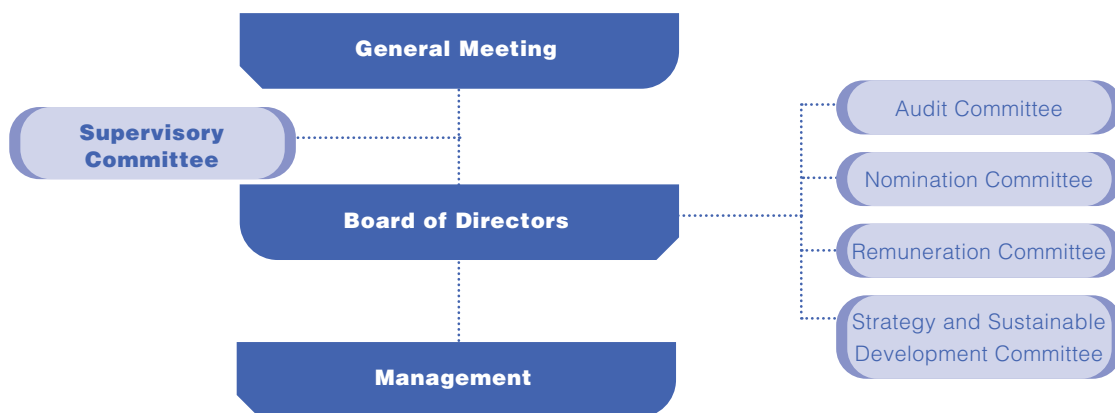 General Meeting
Supervisory
Committee
Board of Directors
Management
Audit Committee
Nomination Committee
Remuneration Committee
Strategy and Sustainable
Development Committee